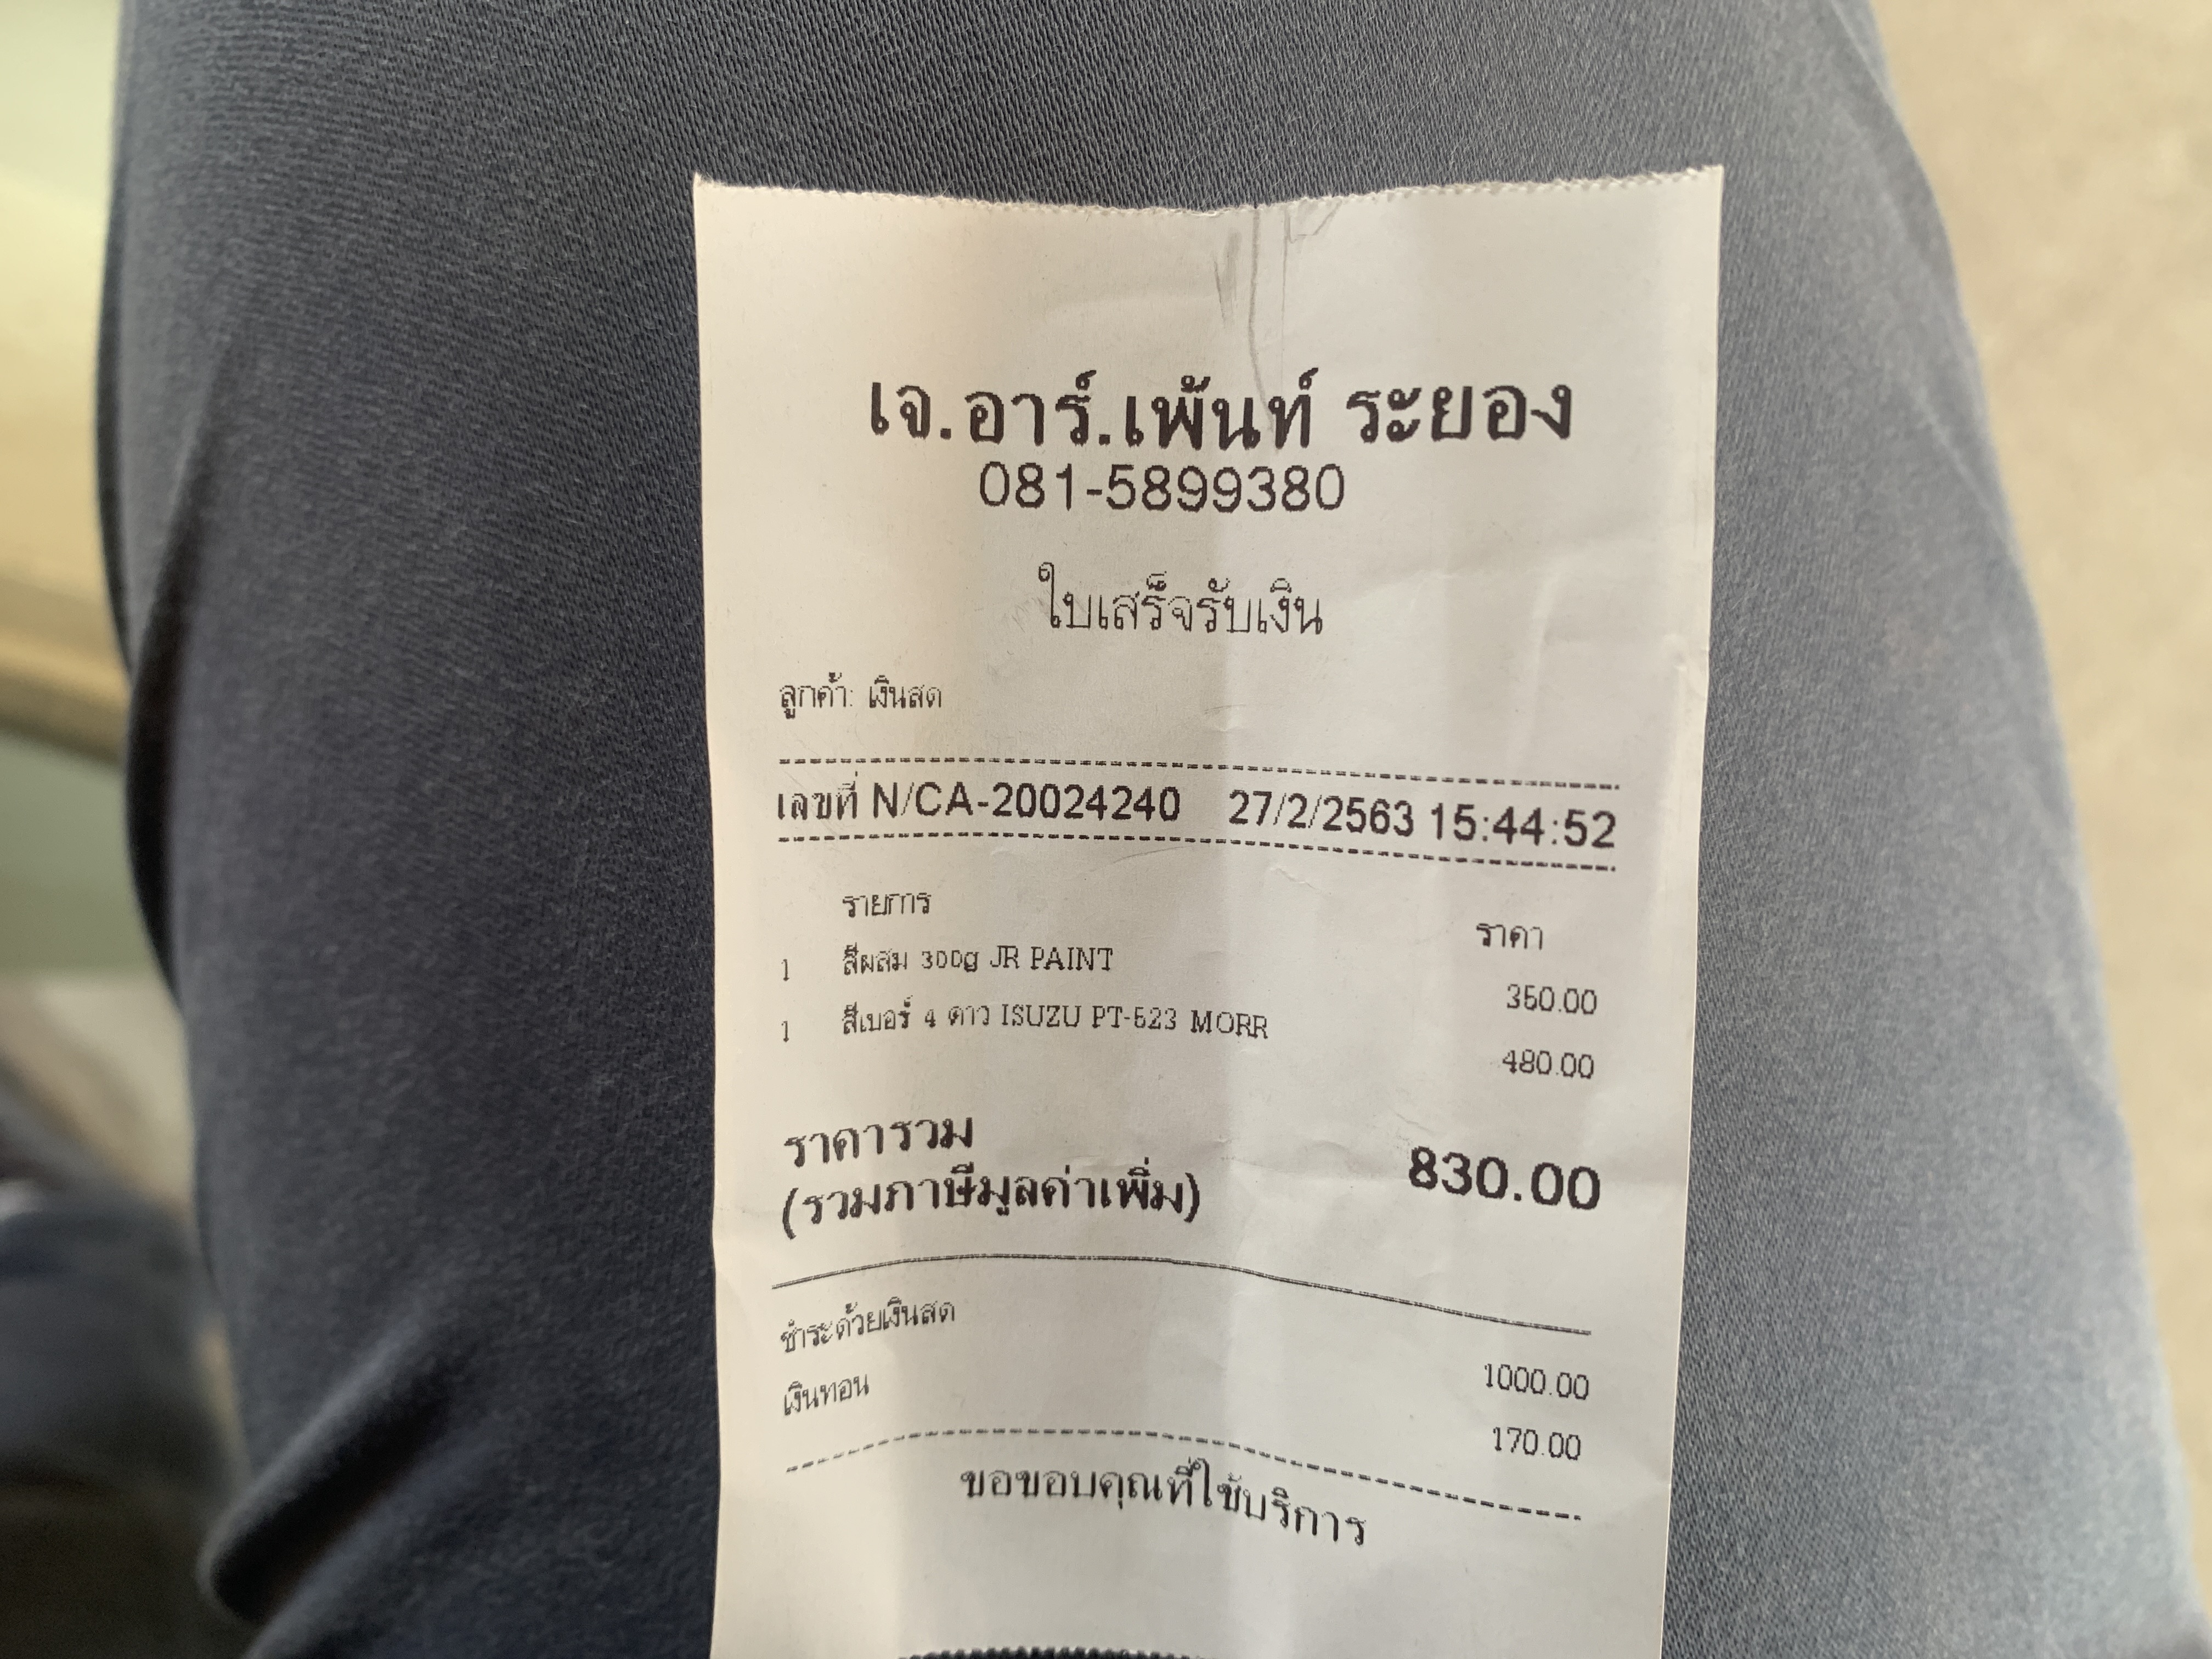 เจ.อาร์.เพ้นท์ ระยอง
081-5899380
ใบเสร็จรับเงิน
ลูกค้า: เงินสด
เลขที่ N/CA-20024240 27/2/2563 15:44:52
รายการ ราคา
1 สีผสม 300g JR PAINT 350.00
1 สีเบอร์ 4 ดาว ISUZU PT-523 MORR 480.00
ราคารวม
(รวมภาษีมูลค่าเพิ่ม) 830.00
ชำระด้วยเงินสด 1000.00
เงินทอน 170.00
ขอขอบคุณที่ใช้บริการ